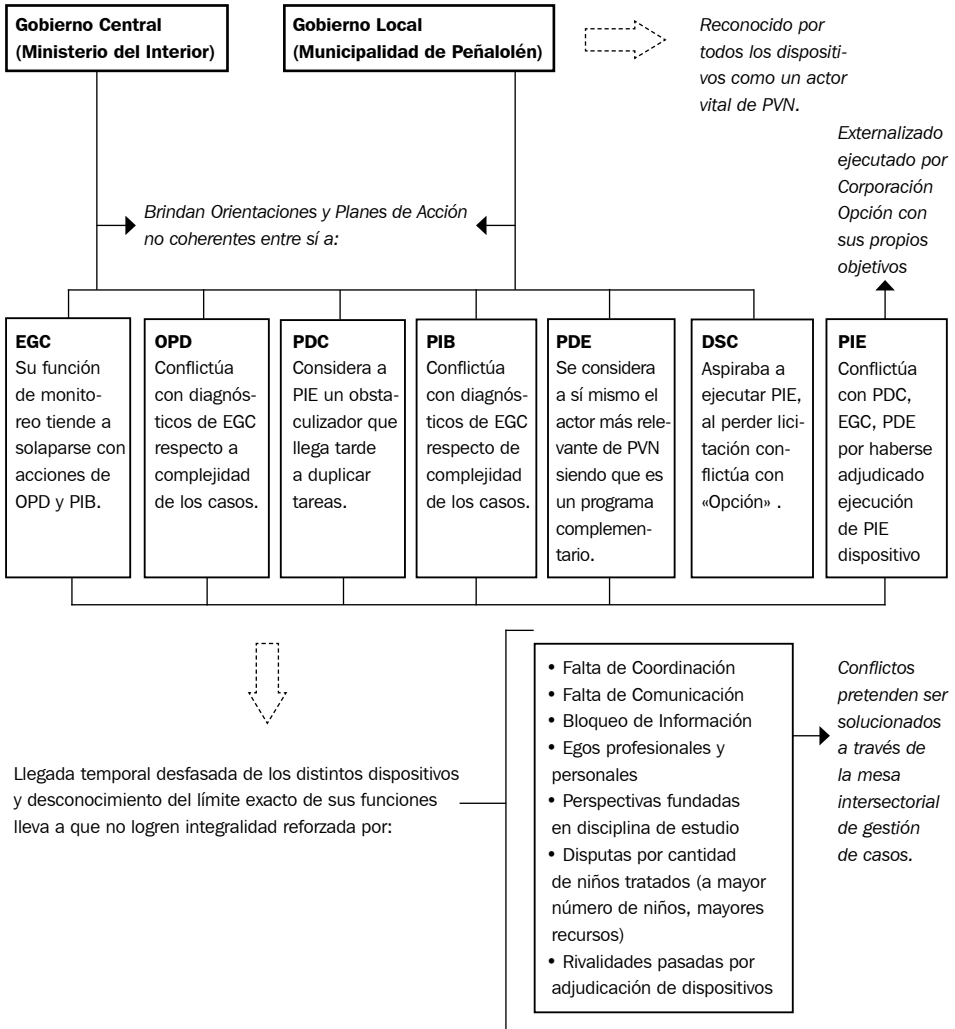 Gobierno Central
(Ministerio del Interior)
Gobierno Local
(Municipalidad de Peñalolén)
Reconocido por
todos los dispositi-
vos como un actor
vital de PVN.
Externalizado
ejecutado por
Corporación
Opción con
sus propios
objetivos
Brindan Orientaciones y Planes de Acción
no coherentes entre sí a:
EGC
Su función
de monito-
reo tiende a
solaparse con
acciones de
OPD y PIB.
OPD
Conflictúa
con diagnós-
ticos de EGC
respecto a
complejidad
de los casos.
PDC
Considera a
PIE un obsta-
culizador que
llega tarde
a duplicar
tareas.
PIB
Conflictúa
con diagnós-
ticos de EGC
respecto de
complejidad
de los casos.
PDE
Se considera
a sí mismo el
actor más rele-
vante de PVN
siendo que es
un programa
complemen-
tario.
DSC
Aspiraba a
ejecutar PIE,
al perder lici-
tación con-
flictúa con
«Opción» .
PIE
Conflictúa
con PDC,
EGC, PDE
por haberse
adjudicado
ejecución
de PIE
dispositivo
Llegada temporal desfasada de los distintos dispositivos
y desconocimiento del límite exacto de sus funciones
lleva a que no logren integralidad reforzada por:
• Falta de Coordinación
• Falta de Comunicación
• Bloqueo de Información
• Egos profesionales y
personales
• Perspectivas fundadas
en disciplina de estudio
• Disputas por cantidad
de niños tratados (a mayor
número de niños, mayores
recursos)
• Rivalidades pasadas por
adjudicación de dispositivos
Conflictos
pretenden ser
solucionados
a través de
la mesa
intersectorial
de gestión
de casos.